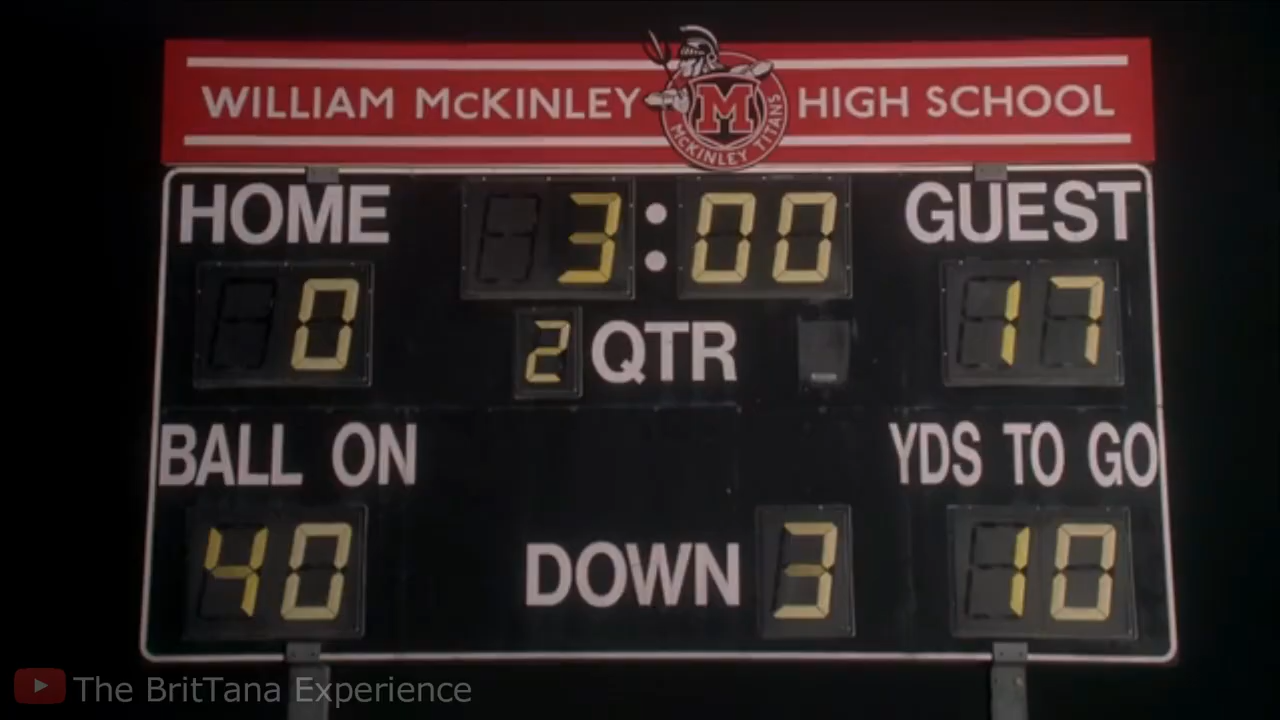 WILLIAM McKINLEY M HIGH SCHOOL
McKINLEY TITANS
HOME 3:00 GUEST
0 17
2 QTR
BALL ON YDS TO GO
40 DOWN 3 10
The BritTana Experience